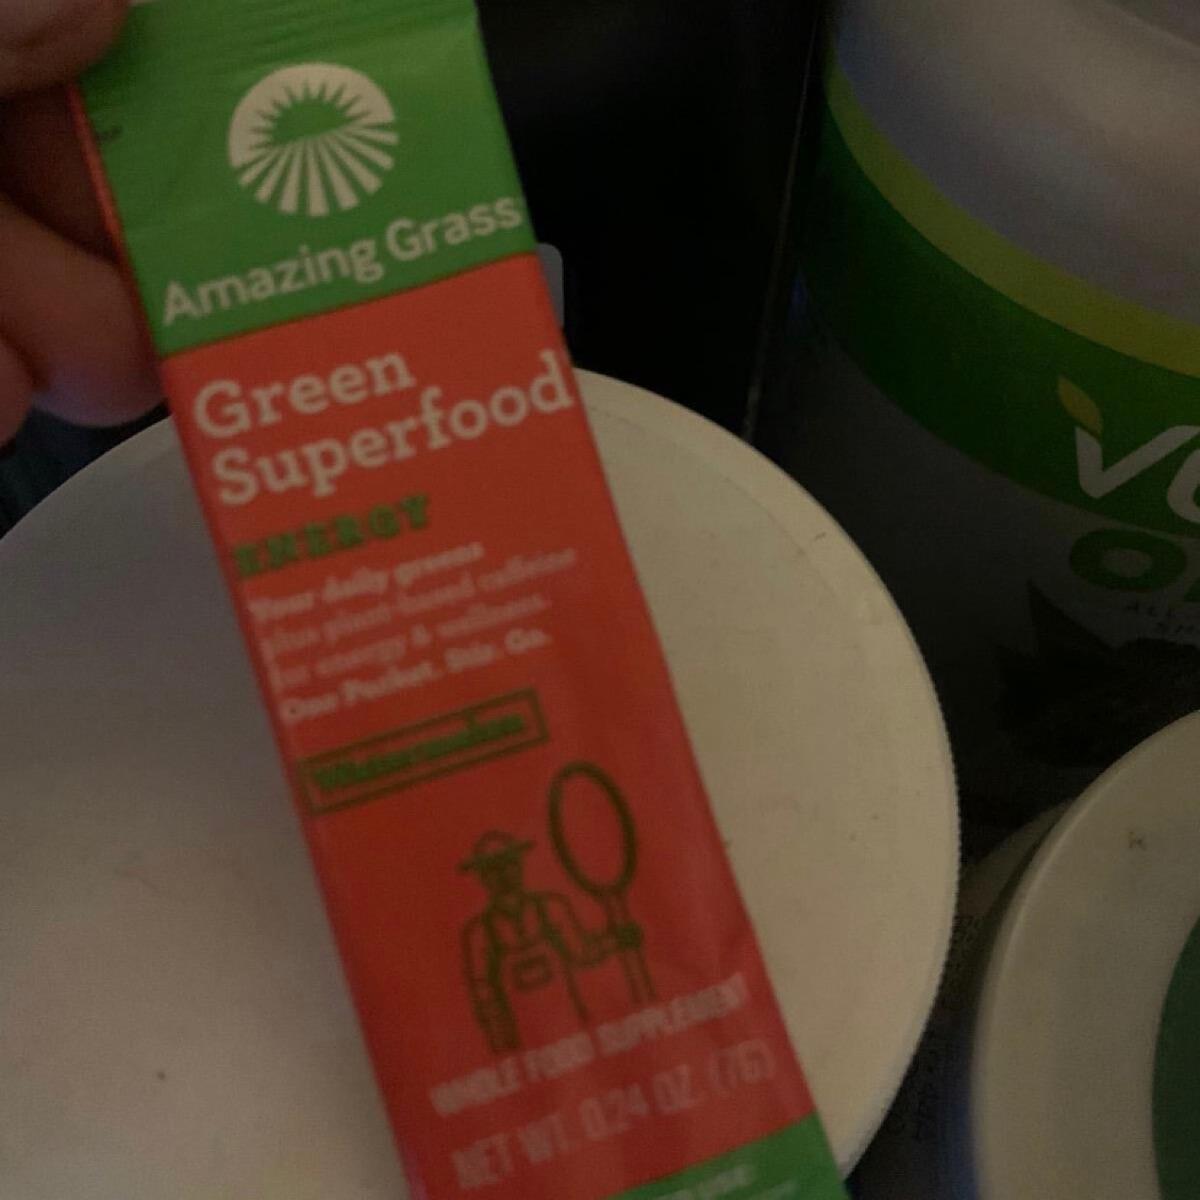 Amazing Grass
Green
Superfood
ENERGY
Your daily greens
plus plant-based caffeine
for energy & wellness.
One Packet. Stir. Go.
Watermelon
WHOLE FOOD SUPPLEMENT
NET WT. 0.24 OZ. (7G)